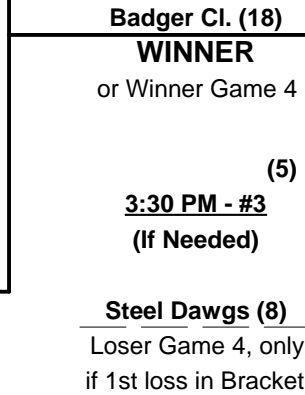 Badger Cl. (18)
WINNER
or Winner Game 4
(5)
3:30 PM - #3
(If Needed)
Steel Dawgs (8)
Loser Game 4, only
if 1st loss in Bracket